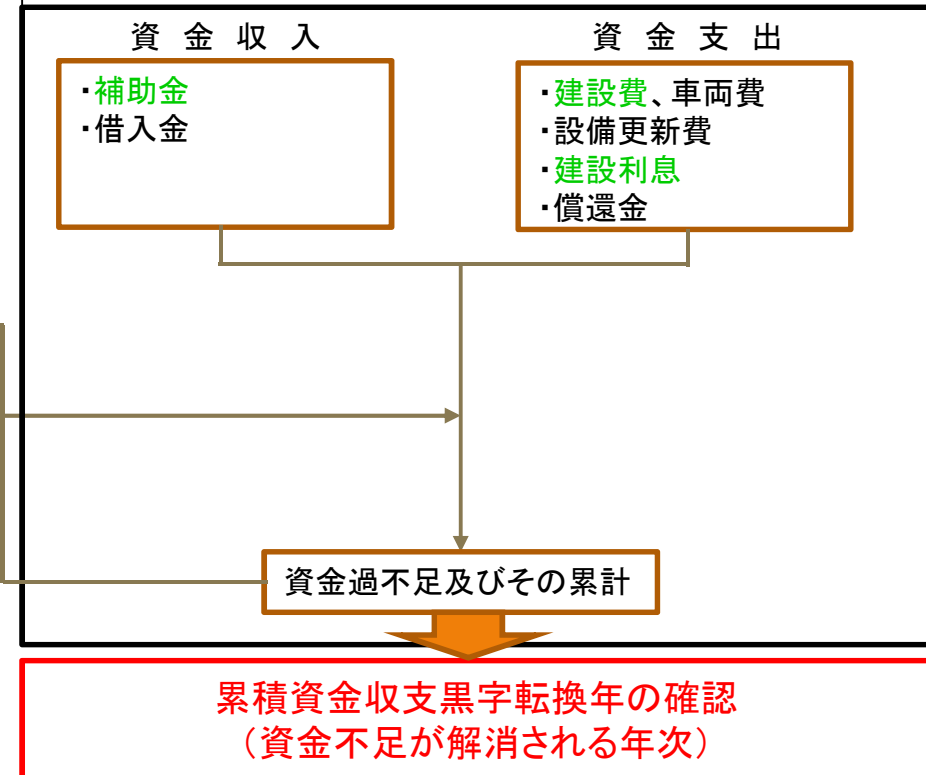 資金収入
・補助金
・借入金
資金支出
・建設費、車両費
・設備更新費
・建設利息
・償還金
資金過不足及びその累計
累積資金収支黒字転換年の確認
（資金不足が解消される年次）